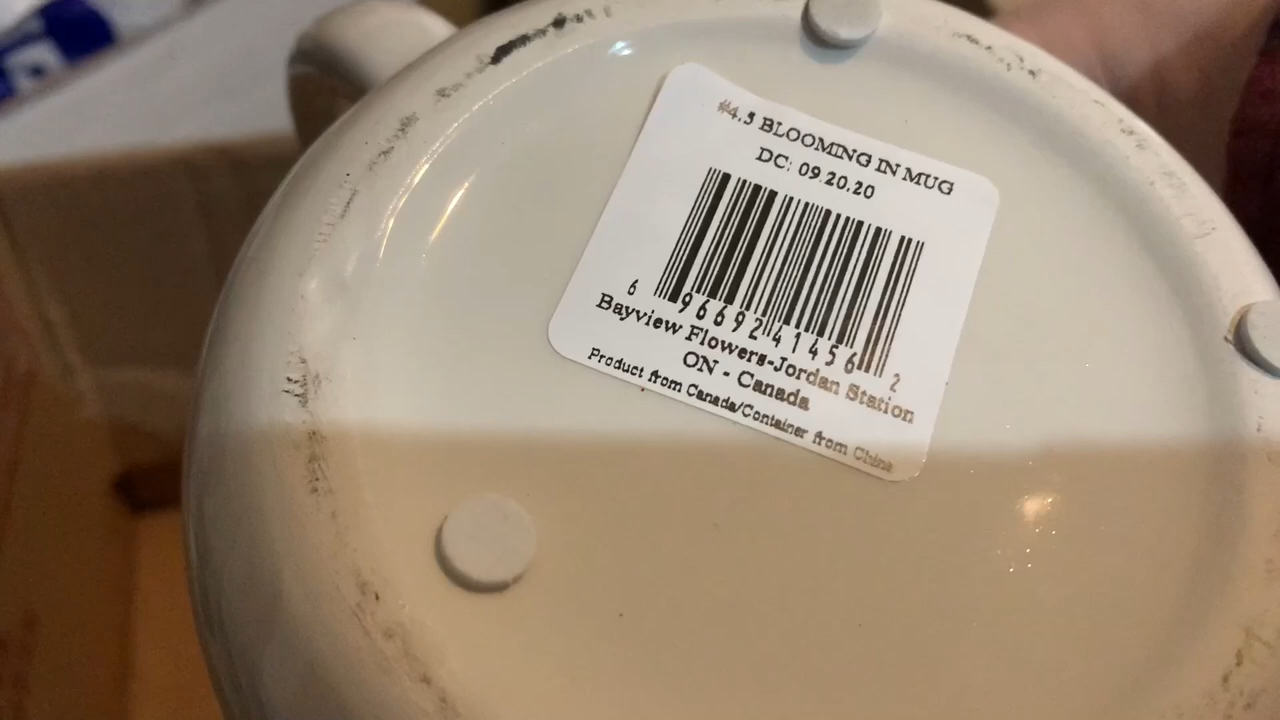 #4.5 BLOOMING IN MUG
DC: 09.20.20
6 96692 41456 2
Bayview Flowers-Jordan Station
ON - Canada
Product from Canada/Container from China